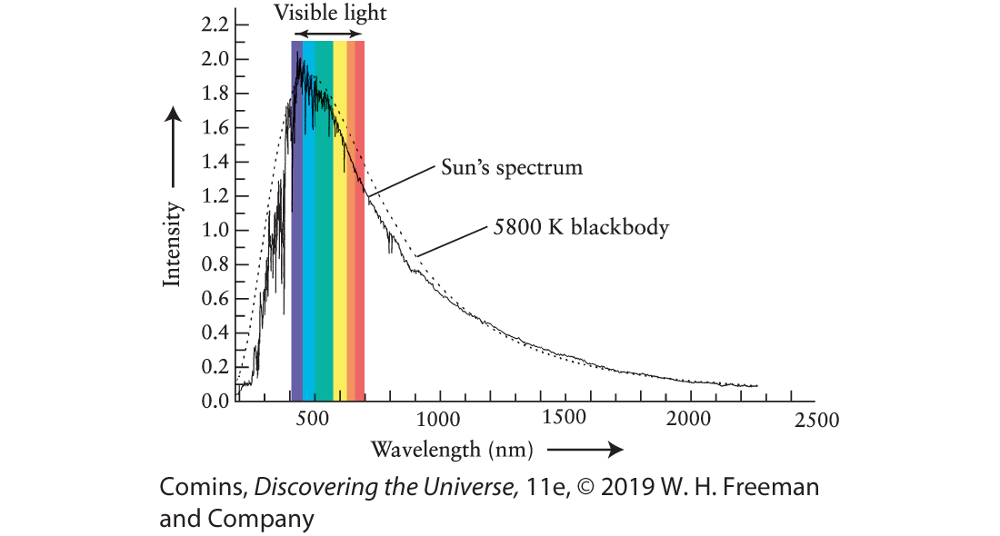 Visible light
2.2
2.0
1.8
1.6
1.4
1.2
1.0
0.8
0.6
0.4
0.2
0.0
Intensity
Sun’s spectrum
5800 K blackbody
500 1000 1500 2000 2500
Wavelength (nm)
Comins, Discovering the Universe, 11e, © 2019 W. H. Freeman
and Company